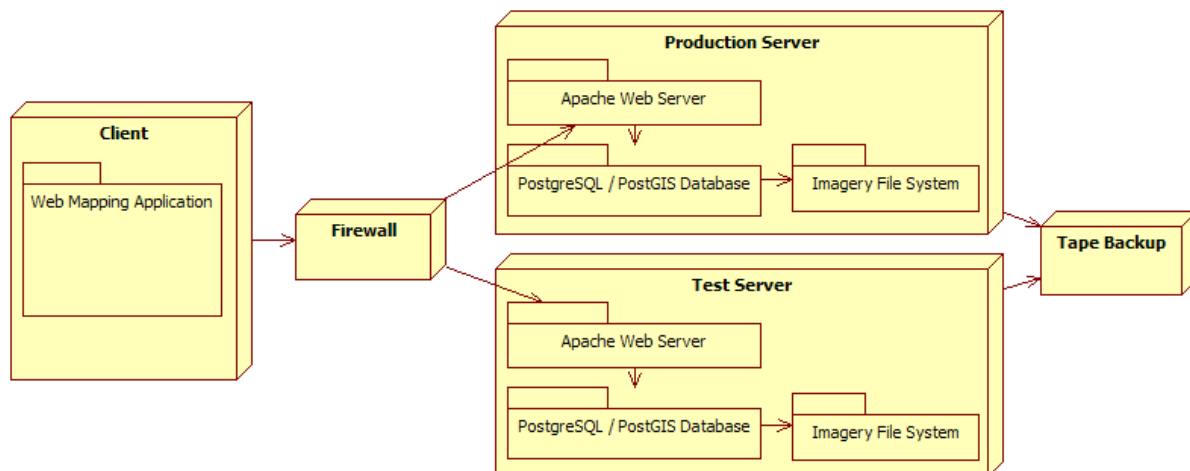 Production Server
Apache Web Server
Client
Web Mapping Application
PostgreSQL / PostGIS Database
Imagery File System
Firewall
Tape Backup
Test Server
Apache Web Server
PostgreSQL / PostGIS Database
Imagery File System